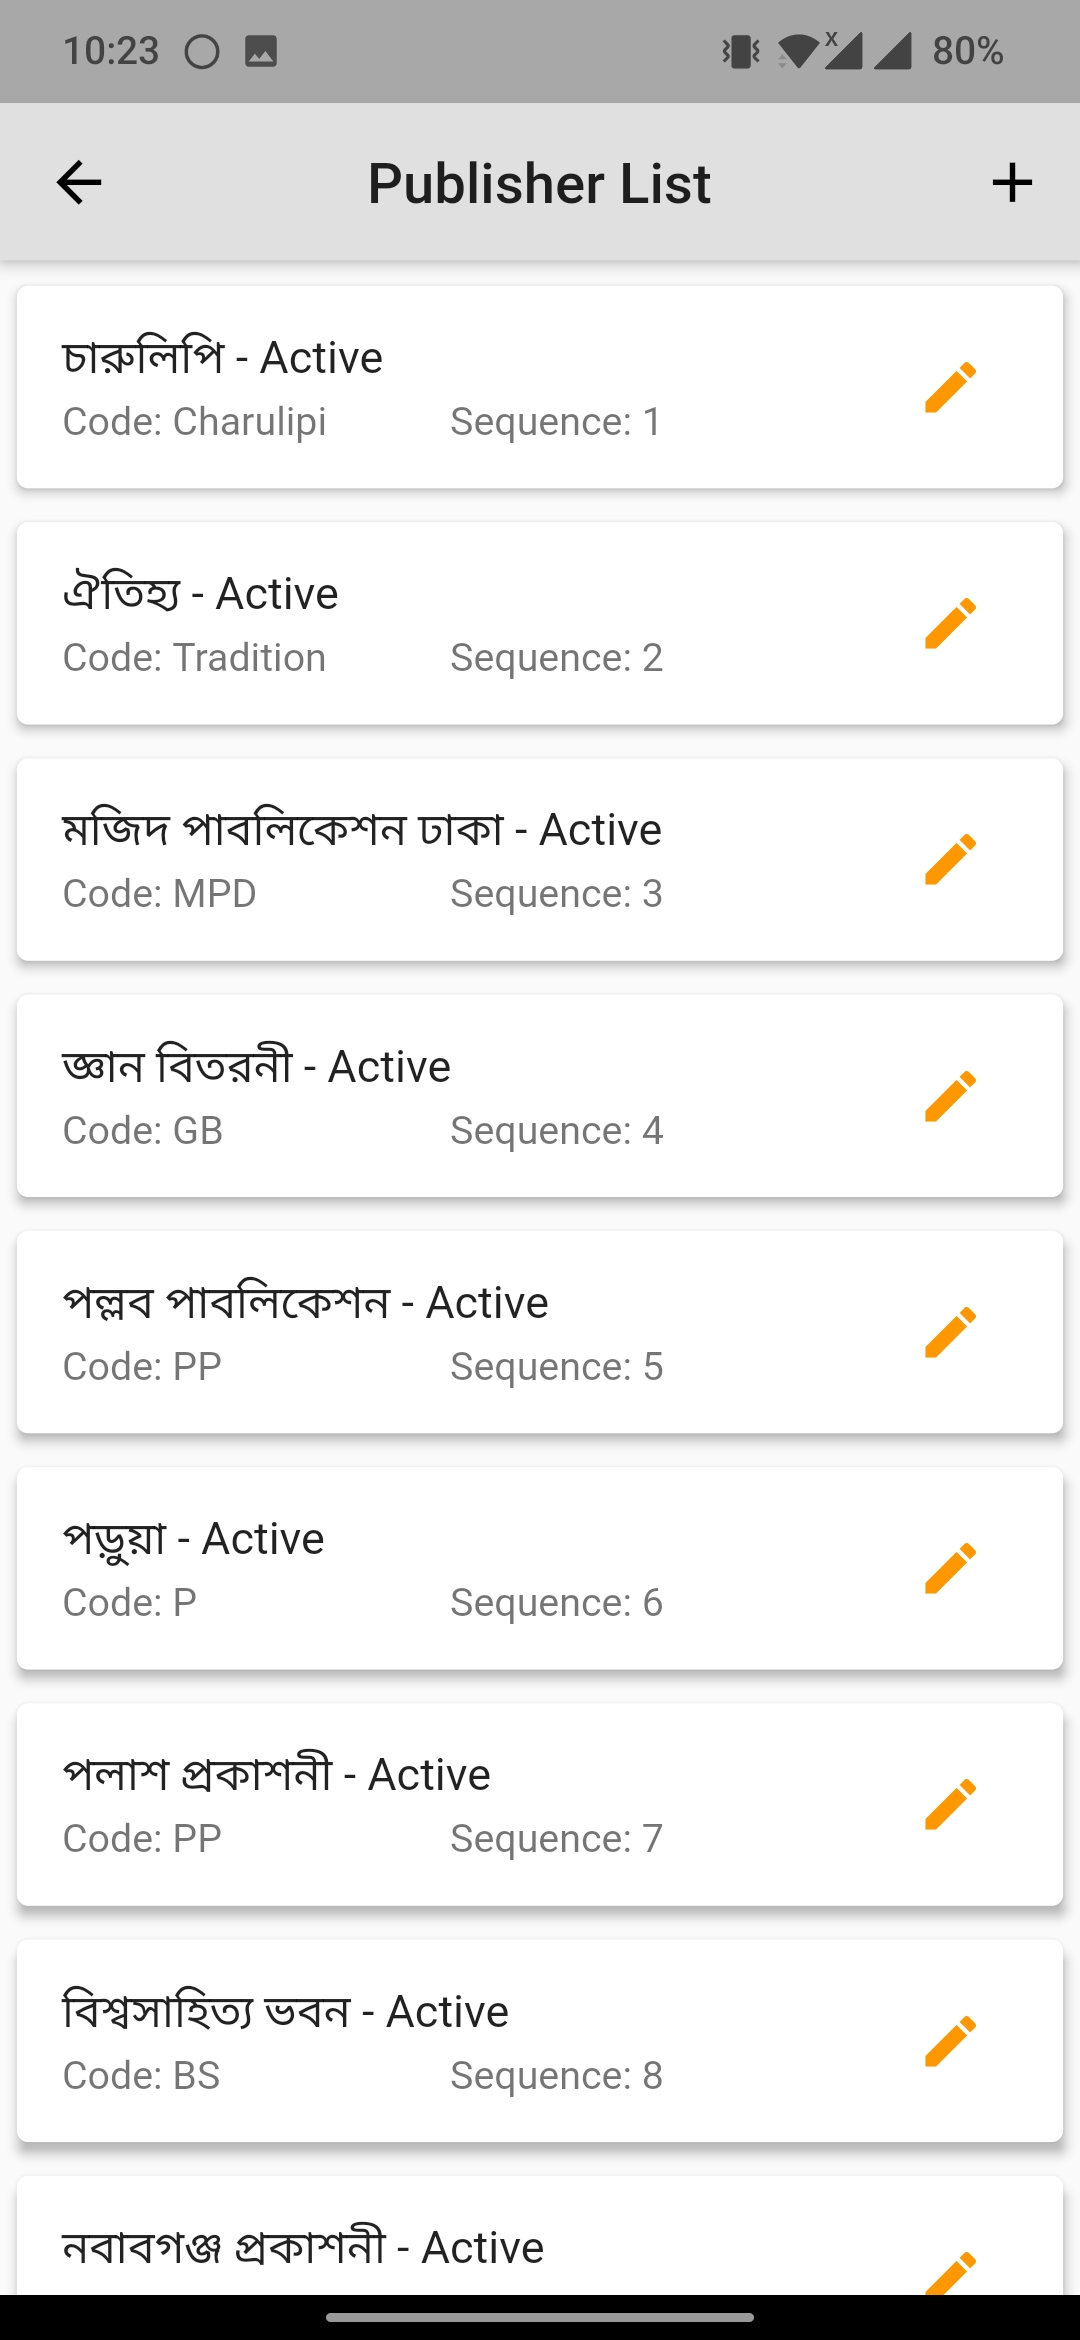 10:23
80%
Publisher List
চারুলিপি - Active
Code: Charulipi Sequence: 1
ঐতিহ্য - Active
Code: Tradition Sequence: 2
মজিদ পাবলিকেশন ঢাকা - Active
Code: MPD Sequence: 3
জ্ঞান বিতরনী - Active
Code: GB Sequence: 4
পল্লব পাবলিকেশন - Active
Code: PP Sequence: 5
পড়ুয়া - Active
Code: P Sequence: 6
পলাশ প্রকাশনী - Active
Code: PP Sequence: 7
বিশ্বসাহিত্য ভবন - Active
Code: BS Sequence: 8
নবাবগঞ্জ প্রকাশনী - Active